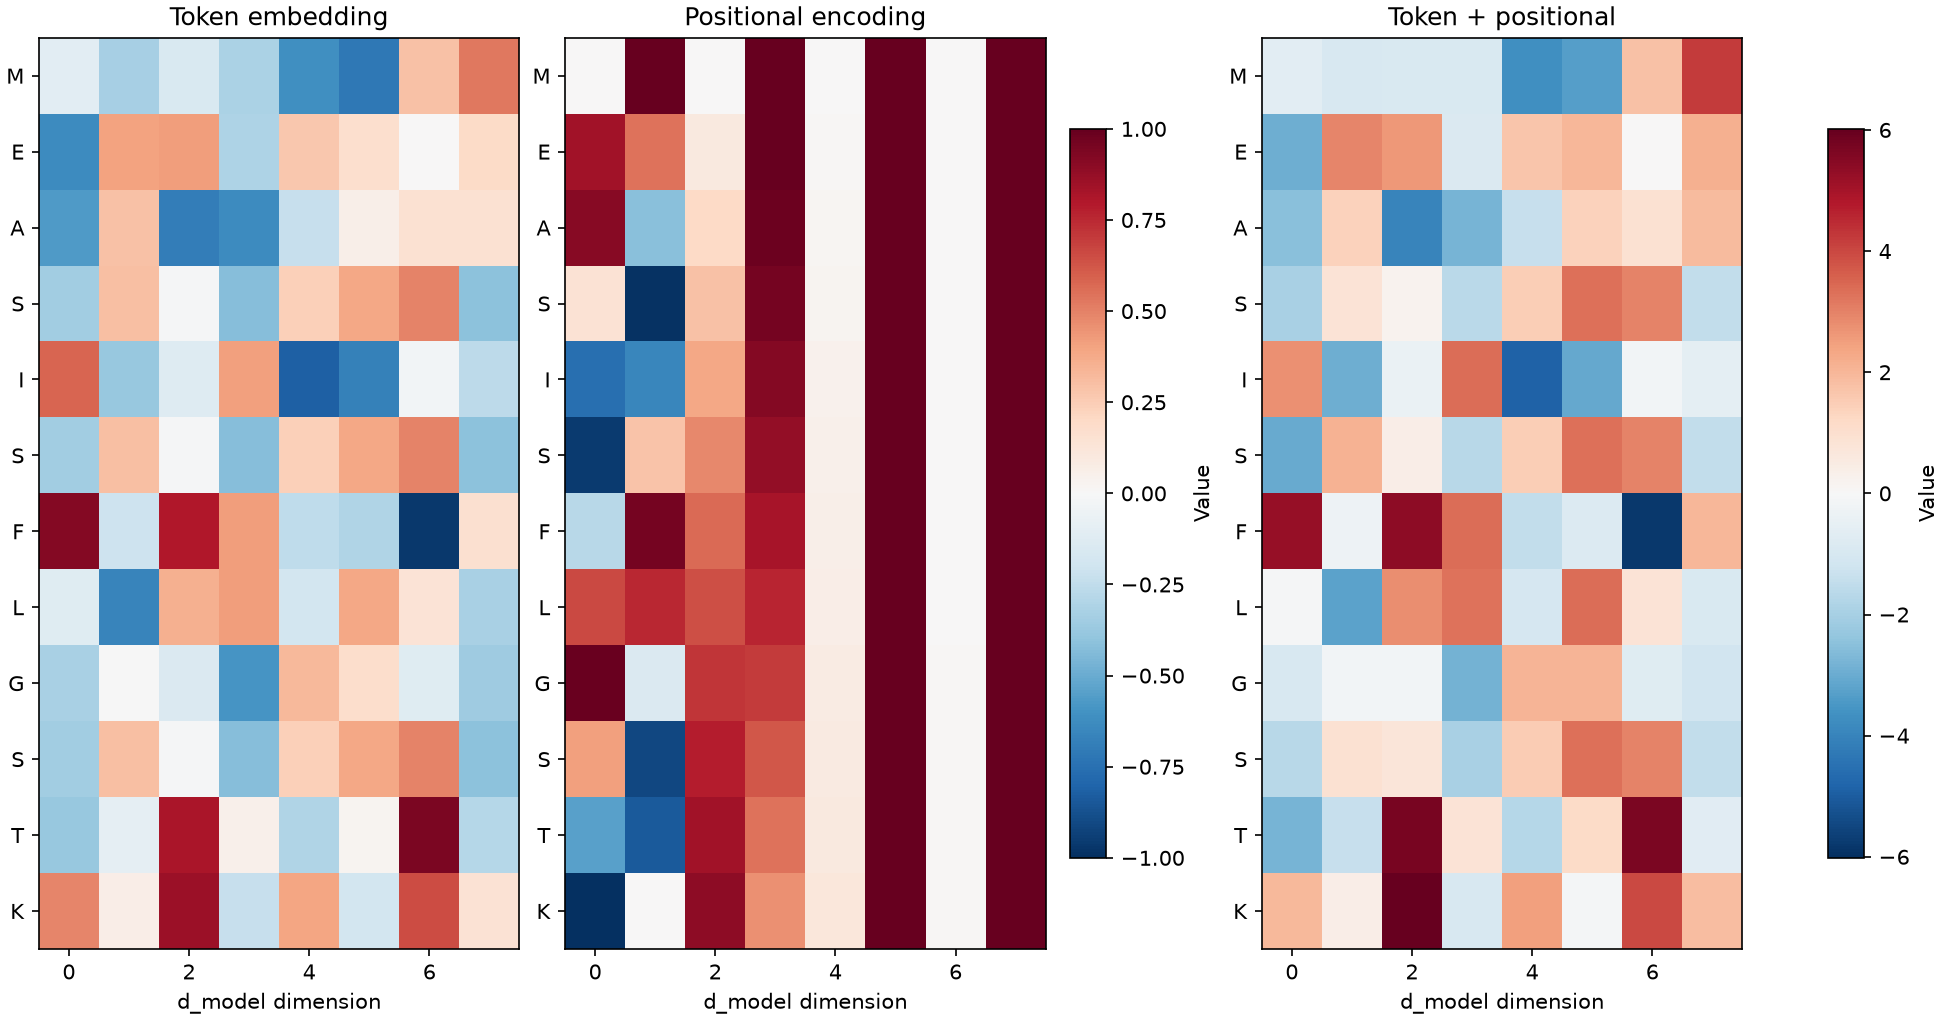 Token embedding
M
E
A
S
I
S
F
L
G
S
T
K
0 2 4 6
d_model dimension
Positional encoding
M
E
A
S
I
S
F
L
G
S
T
K
0 2 4 6
d_model dimension
1.00
0.75
0.50
0.25
0.00
−0.25
−0.50
−0.75
−1.00
Value
Token + positional
M
E
A
S
I
S
F
L
G
S
T
K
0 2 4 6
d_model dimension
6
4
2
0
−2
−4
−6
Value